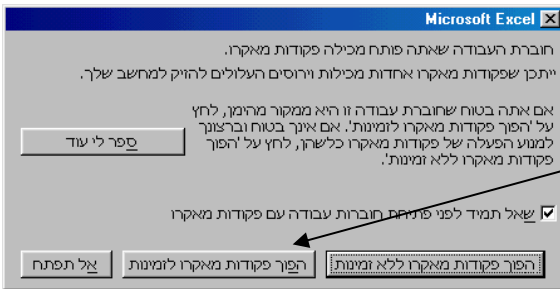 Microsoft Excel
חוברת העבודה שאתה פותח מכילה פקודות מאקרו.
ייתכן שפקודות מאקרו אחדות מכילות וירוסים העלולים להזיק למחשב שלך.
אם אתה בטוח שחוברת עבודה זו היא ממקור מהימן, לחץ
על 'הפוך פקודות מאקרו לזמינות'. אם אינך בטוח וברצונך
למנוע הפעלה של פקודות מאקרו כלשהן, לחץ על 'הפוך
פקודות מאקרו ללא זמינות'.
ספר לי עוד
שאל תמיד לפני פתיחת חוברות עבודה עם פקודות מאקרו
הפוך פקודות מאקרו ללא זמינות
הפוך פקודות מאקרו לזמינות
אל תפתח